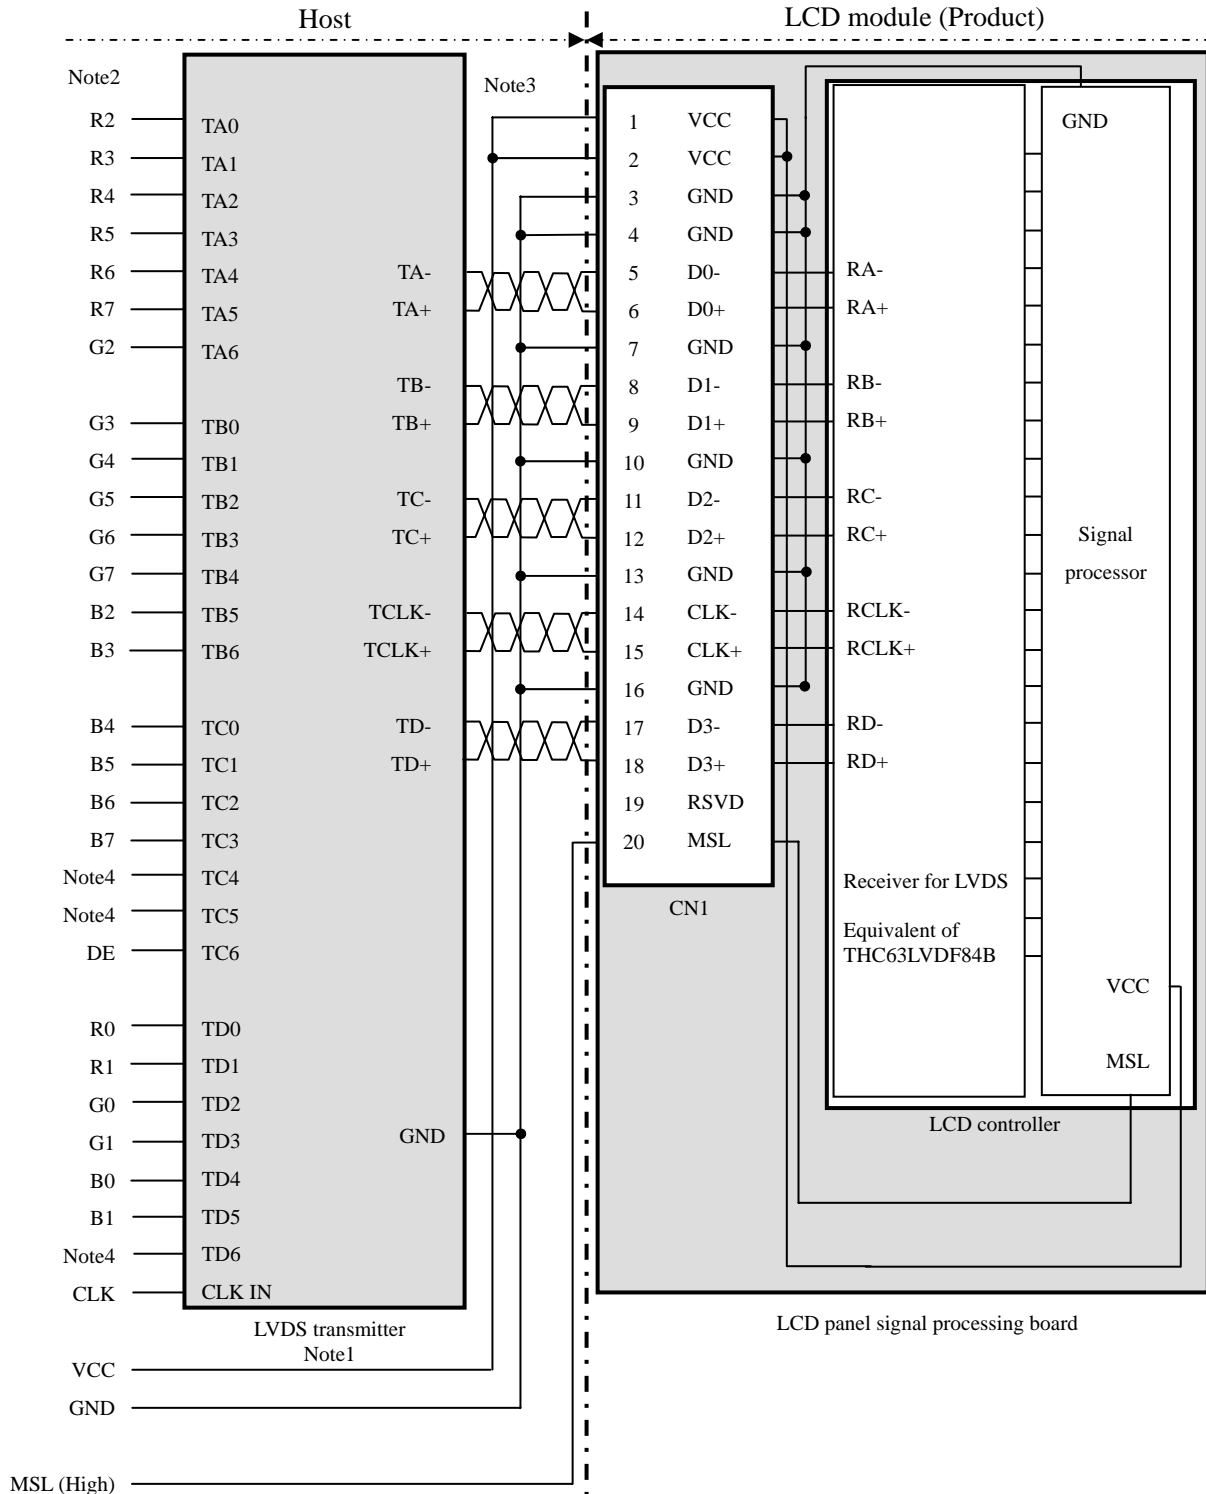 Host
LCD module (Product)
Note2
Note3
R2 TA0
R3 TA1
R4 TA2
R5 TA3
R6 TA4
R7 TA5
G2 TA6
G3 TB0
G4 TB1
G5 TB2
G6 TB3
G7 TB4
B2 TB5
B3 TB6
B4 TC0
B5 TC1
B6 TC2
B7 TC3
Note4 TC4
Note4 TC5
DE TC6
R0 TD0
R1 TD1
G0 TD2
G1 TD3
B0 TD4
B1 TD5
Note4 TD6
CLK CLK IN
TA-
TA+
TB-
TB+
TC-
TC+
TCLK-
TCLK+
TD-
TD+
GND
LVDS transmitter
Note1
VCC
GND
MSL (High)
1 VCC
2 VCC
3 GND
4 GND
5 D0-
6 D0+
7 GND
8 D1-
9 D1+
10 GND
11 D2-
12 D2+
13 GND
14 CLK-
15 CLK+
16 GND
17 D3-
18 D3+
19 RSVD
20 MSL
CN1
RA-
RA+
RB-
RB+
RC-
RC+
RCLK-
RCLK+
RD-
RD+
Receiver for LVDS
Equivalent of
THC63LVDF84B
GND
Signal
processor
VCC
MSL
LCD controller
LCD panel signal processing board